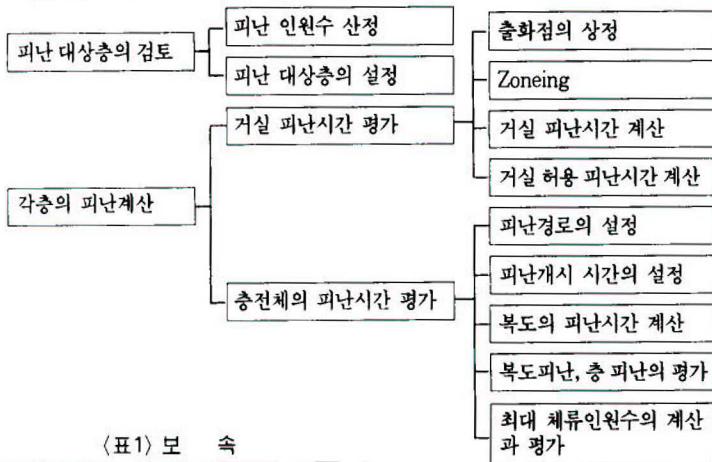 피난 대상층의 검토
피난 인원수 산정
피난 대상층의 설정
각층의 피난계산
거실 피난시간 평가
출화점의 상정
Zoneing
거실 피난시간 계산
거실 허용 피난시간 계산
층전체의 피난시간 평가
피난경로의 설정
피난개시 시간의 설정
복도의 피난시간 계산
복도피난, 층 피난의 평가
최대 체류인원수의 계산
과 평가
〈표1〉 보 속